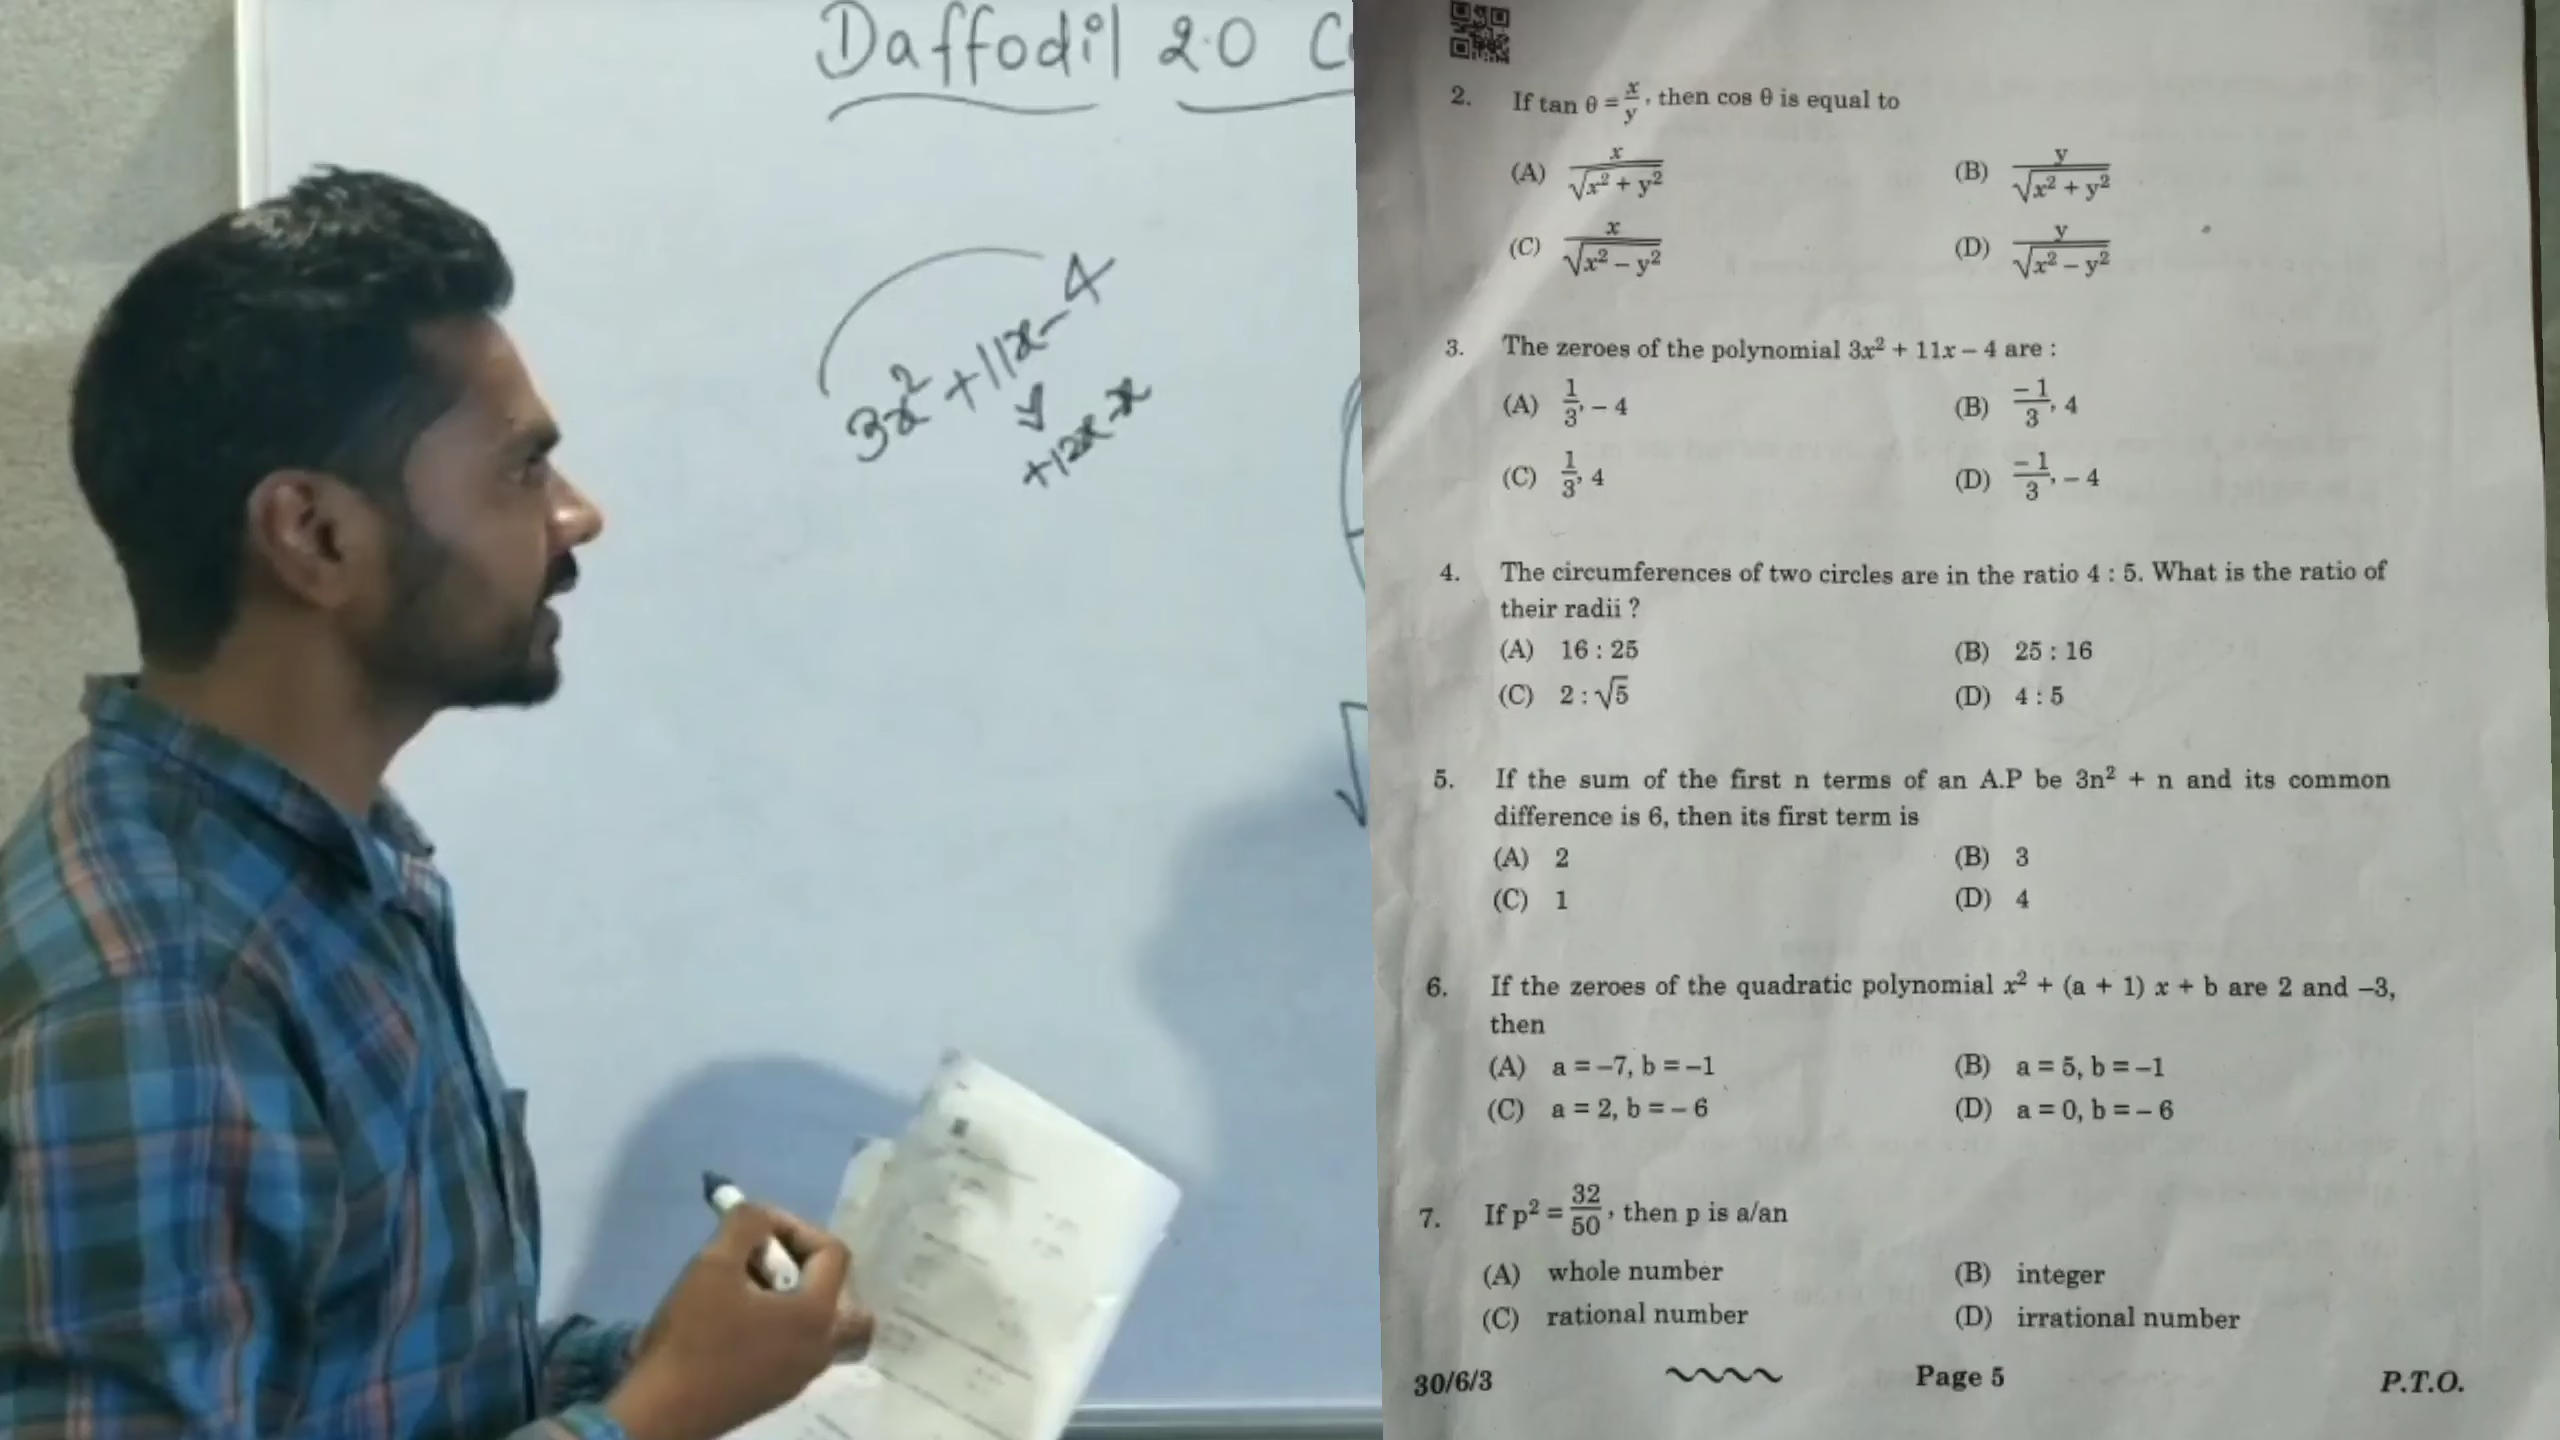 Daffodil 2.0
3x² + 11x - 4
+12x - x
2. If tan θ = x/y, then cos θ is equal to
(A) x/√(x² + y²) (B) y/√(x² + y²)
(C) x/√(x² – y²) (D) y/√(x² – y²)
3. The zeroes of the polynomial 3x² + 11x – 4 are :
(A) 1/3, – 4 (B) –1/3, 4
(C) 1/3, 4 (D) –1/3, – 4
4. The circumferences of two circles are in the ratio 4 : 5. What is the ratio of
their radii ?
(A) 16 : 25 (B) 25 : 16
(C) 2 : √5 (D) 4 : 5
5. If the sum of the first n terms of an A.P be 3n² + n and its common
difference is 6, then its first term is
(A) 2 (B) 3
(C) 1 (D) 4
6. If the zeroes of the quadratic polynomial x² + (a + 1) x + b are 2 and –3,
then
(A) a = –7, b = –1 (B) a = 5, b = –1
(C) a = 2, b = – 6 (D) a = 0, b = – 6
7. If p² = 32/50, then p is a/an
(A) whole number (B) integer
(C) rational number (D) irrational number
30/6/3 Page 5 P.T.O.